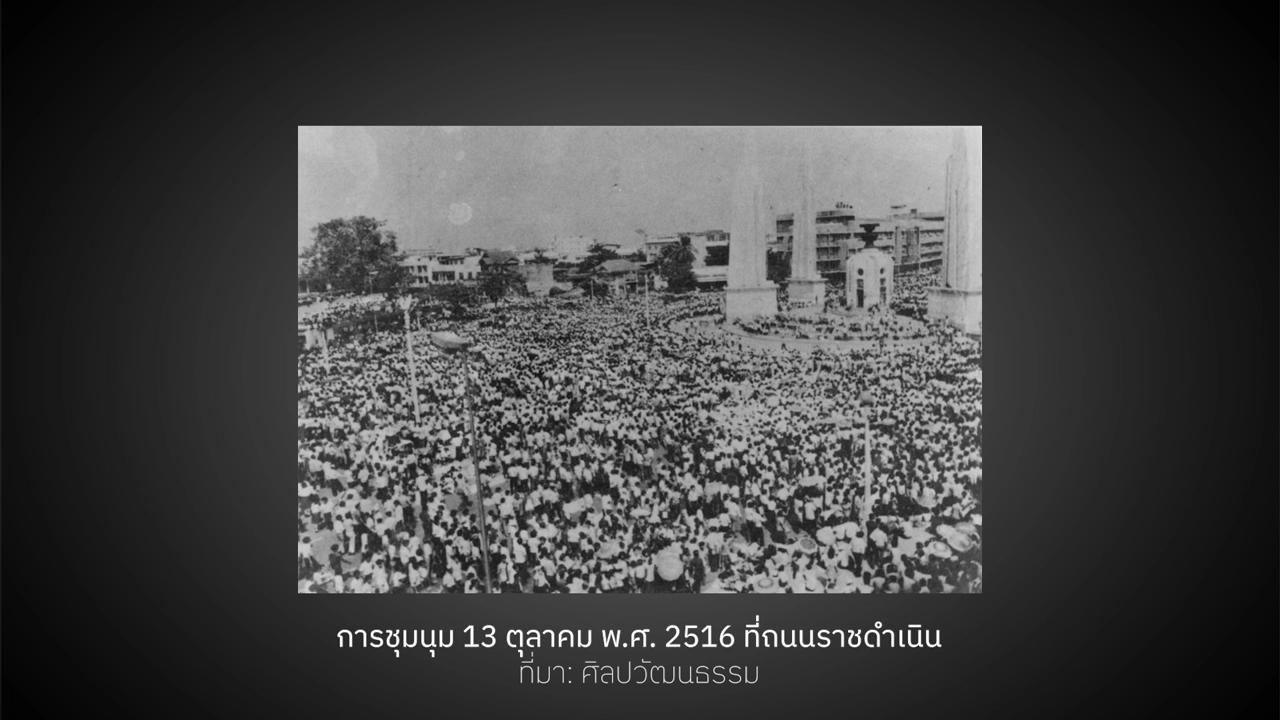 การชุมนุม 13 ตุลาคม พ.ศ. 2516 ที่ถนนราชดำเนิน
ที่มา: ศิลปวัฒนธรรม